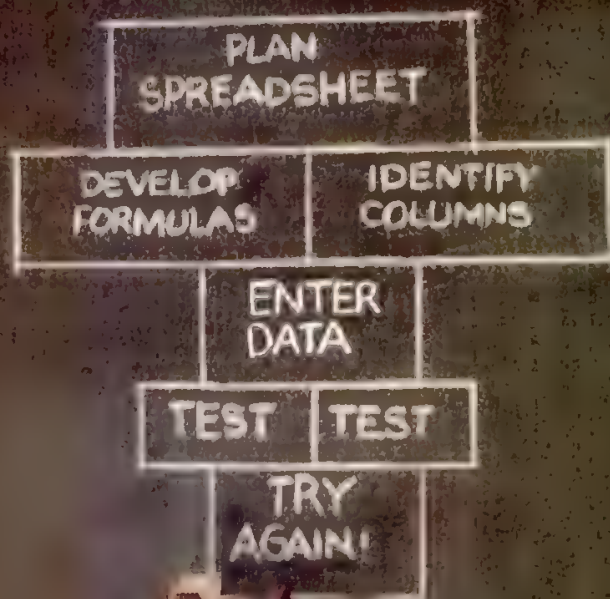 PLAN
SPREADSHEET
DEVELOP
FORMULAS
IDENTIFY
COLUMNS
ENTER
DATA
TEST TEST
TRY
AGAIN!